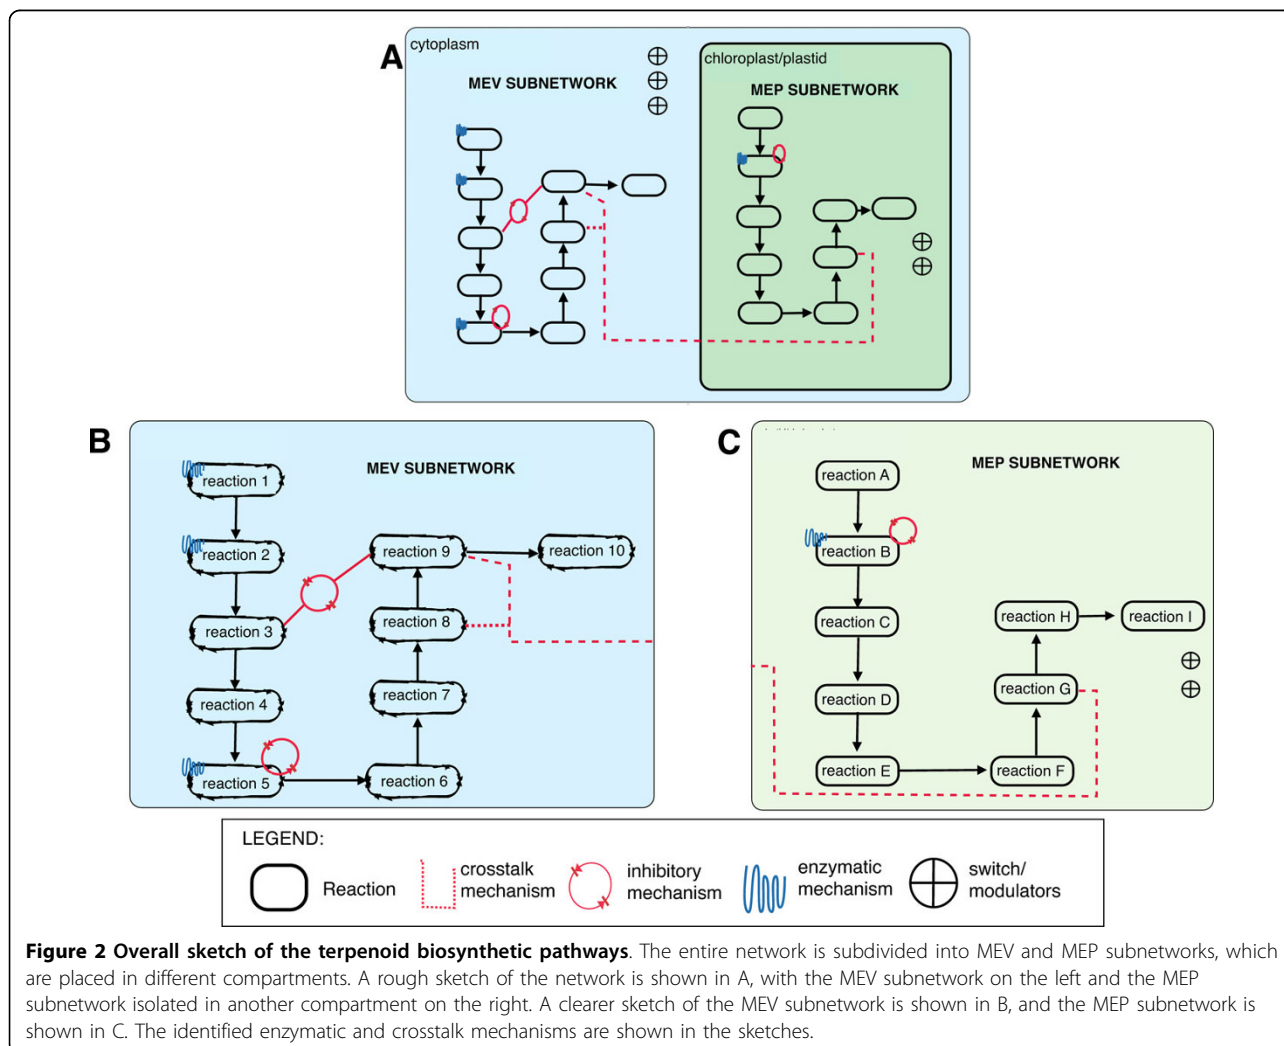 A
cytoplasm
MEV SUBNETWORK
chloroplast/plastid
MEP SUBNETWORK
B
MEV SUBNETWORK
reaction 1
reaction 2
reaction 3
reaction 4
reaction 5
reaction 6
reaction 7
reaction 8
reaction 9
reaction 10
C
MEP SUBNETWORK
reaction A
reaction B
reaction C
reaction D
reaction E
reaction F
reaction G
reaction H
reaction I
LEGEND:
Reaction
crosstalk
mechanism
inhibitory
mechanism
enzymatic
mechanism
switch/
modulators
Figure 2 Overall sketch of the terpenoid biosynthetic pathways. The entire network is subdivided into MEV and MEP subnetworks, which
are placed in different compartments. A rough sketch of the network is shown in A, with the MEV subnetwork on the left and the MEP
subnetwork isolated in another compartment on the right. A clearer sketch of the MEV subnetwork is shown in B, and the MEP subnetwork is
shown in C. The identified enzymatic and crosstalk mechanisms are shown in the sketches.